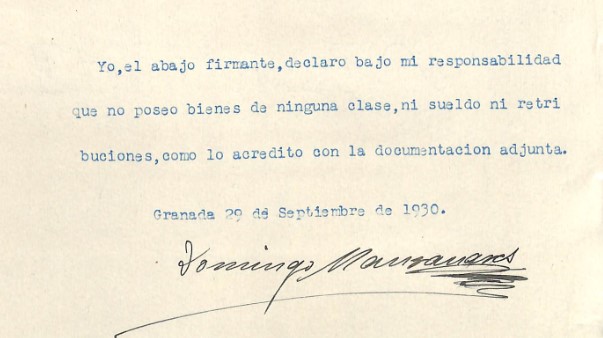 Yo,el abajo firmante,declaro bajo mi responsabilidad
que no poseo bienes de ninguna clase,ni sueldo ni retri
buciones,como lo acredito con la documentacion adjunta.
Granada 29 de Septiembre de 1930.
Domingo Manzanares